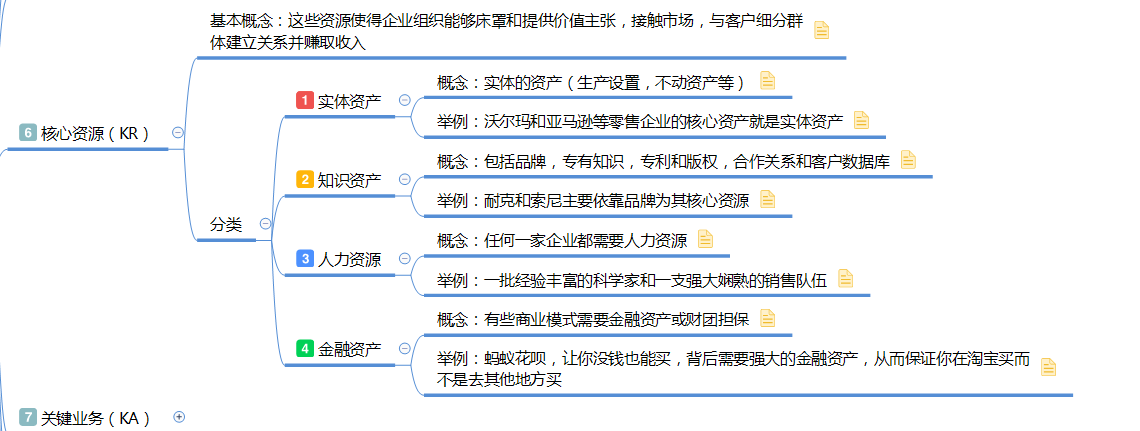 基本概念：这些资源使得企业组织能够床罩和提供价值主张，接触市场，与客户细分群
体建立关系并赚取收入
1 实体资产
概念：实体的资产（生产设置，不动资产等）
举例：沃尔玛和亚马逊等零售企业的核心资产就是实体资产
6 核心资源（KR）
2 知识资产
概念：包括品牌，专有知识，专利和版权，合作关系和客户数据库
举例：耐克和索尼主要依靠品牌为其核心资源
分类
3 人力资源
概念：任何一家企业都需要人力资源
举例：一批经验丰富的科学家和一支强大娴熟的销售队伍
4 金融资产
概念：有些商业模式需要金融资产或财团担保
举例：蚂蚁花呗，让你没钱也能买，背后需要强大的金融资产，从而保证你在淘宝买而
不是去其他地方买
7 关键业务（KA）